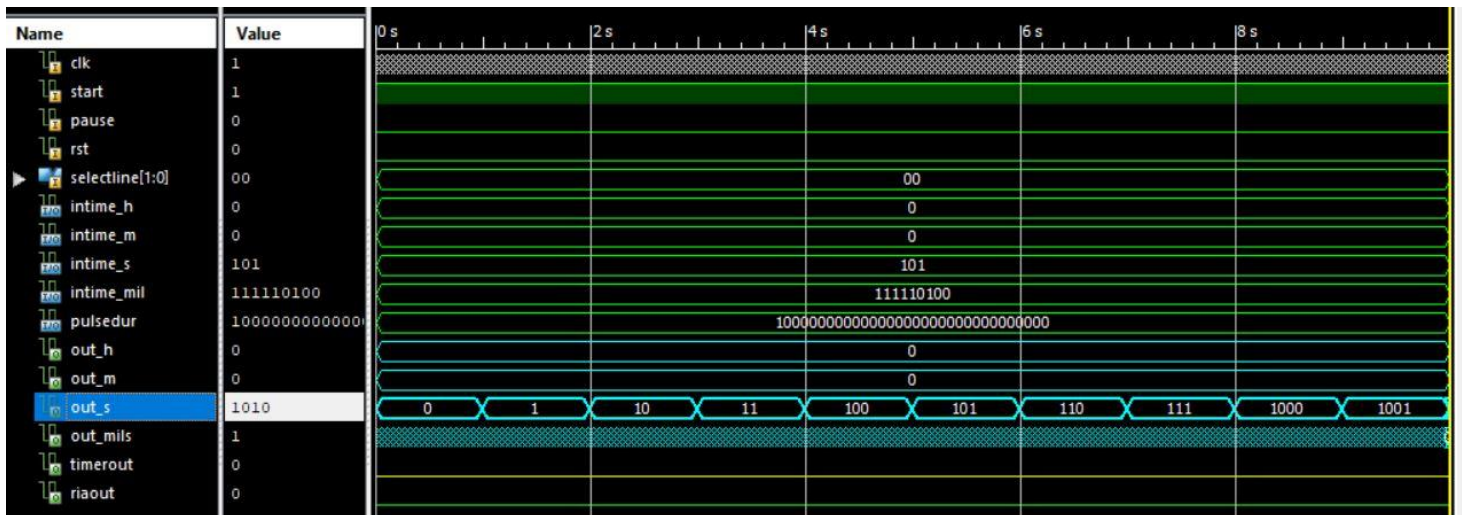 Name Value 0 s 2 s 4 s 6 s 8 s
clk 1
start 1
pause 0
rst 0
selectline[1:0] 00 00
intime_h 0 0
intime_m 0 0
intime_s 101 101
intime_mil 111110100 111110100
pulsedur 10000000000000 10000000000000000000000000000000
out_h 0 0
out_m 0 0
out_s 1010 0 1 10 11 100 101 110 111 1000 1001
out_mils 1
timerout 0
riaout 0